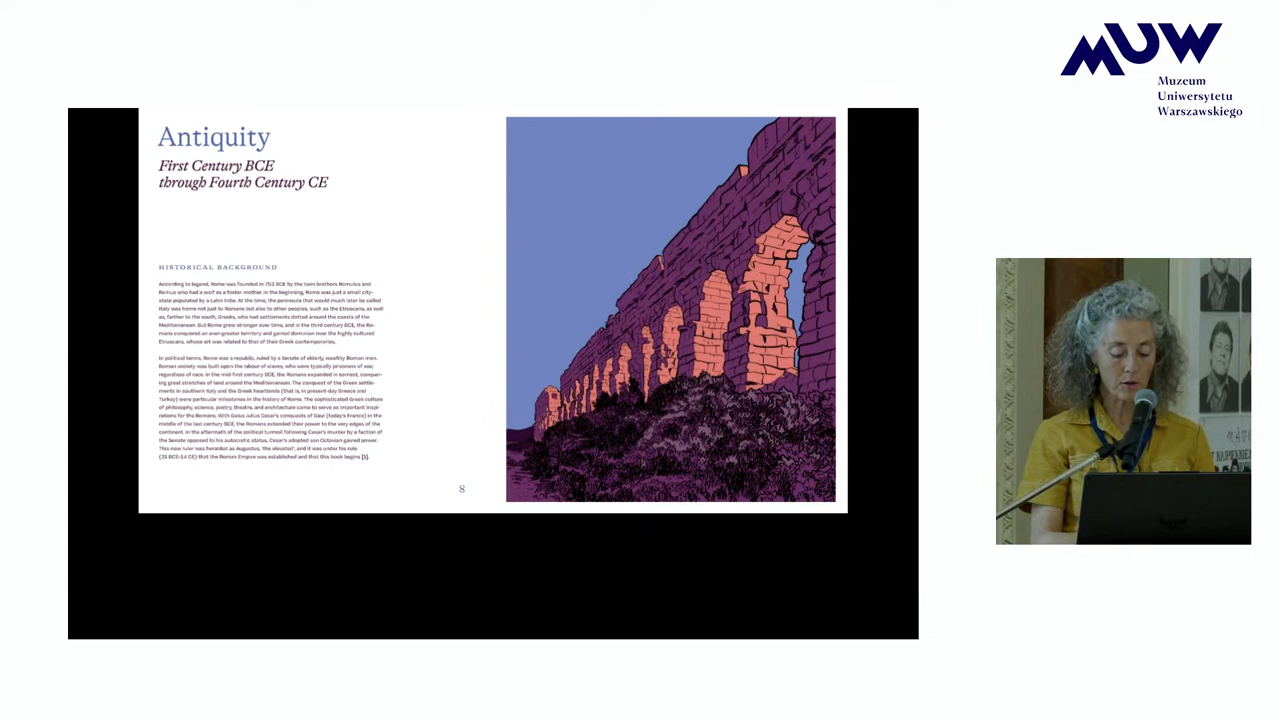 MUW
Muzeum
Uniwersytetu
Warszawskiego
Antiquity
First Century BCE
through Fourth Century CE
HISTORICAL BACKGROUND
According to legend, Rome was founded in 753 BCE by the twin brothers Romulus and
Remus who had a wolf as a foster mother in the beginning, Rome was just a small city-
state populated by a Latin tribe. At the time, the peninsula that would much later be called
Italy was home not just to Romans but also to other peoples, such as the Etruscans, as well
as, farther to the south, Greeks, who had settlements dotted around the coasts of the
Mediterranean. But Rome grew stronger over time, and in the third century BCE, the Ro-
mans conquered an ever-greater territory and gained dominion over the highly cultured
Etruscans, whose art was related to that of their Greek contemporaries.
In political terms, Rome was a republic, ruled by a Senate of elderly, wealthy Roman men.
Roman society was built upon the labour of slaves, who were typically prisoners of war,
regardless of race. In the mid-first century BCE, the Romans expanded in earnest, conquer-
ing great stretches of land around the Mediterranean. The conquest of the Greek settle-
ments in southern Italy and the Greek heartlands (that is, in present-day Greece and
Turkey) were particular milestones in the history of Rome. The sophisticated Greek culture
of philosophy, science, poetry, theatre, and architecture came to serve as important inspi-
rations for the Romans. With Gaius Julius Cesar's conquests of Gaul (today's France) in the
middle of the last century BCE, the Romans extended their power to the very edges of the
continent. In the aftermath of the political turmoil following Cesar's murder by a faction of
the Senate opposed to his autocratic status, Cesar's adopted son Octavian gained power.
This new ruler was heralded as Augustus, 'the elevated', and it was under his rule
(31 BCE-14 CE) that the Roman Empire was established and that this book begins [1].
8